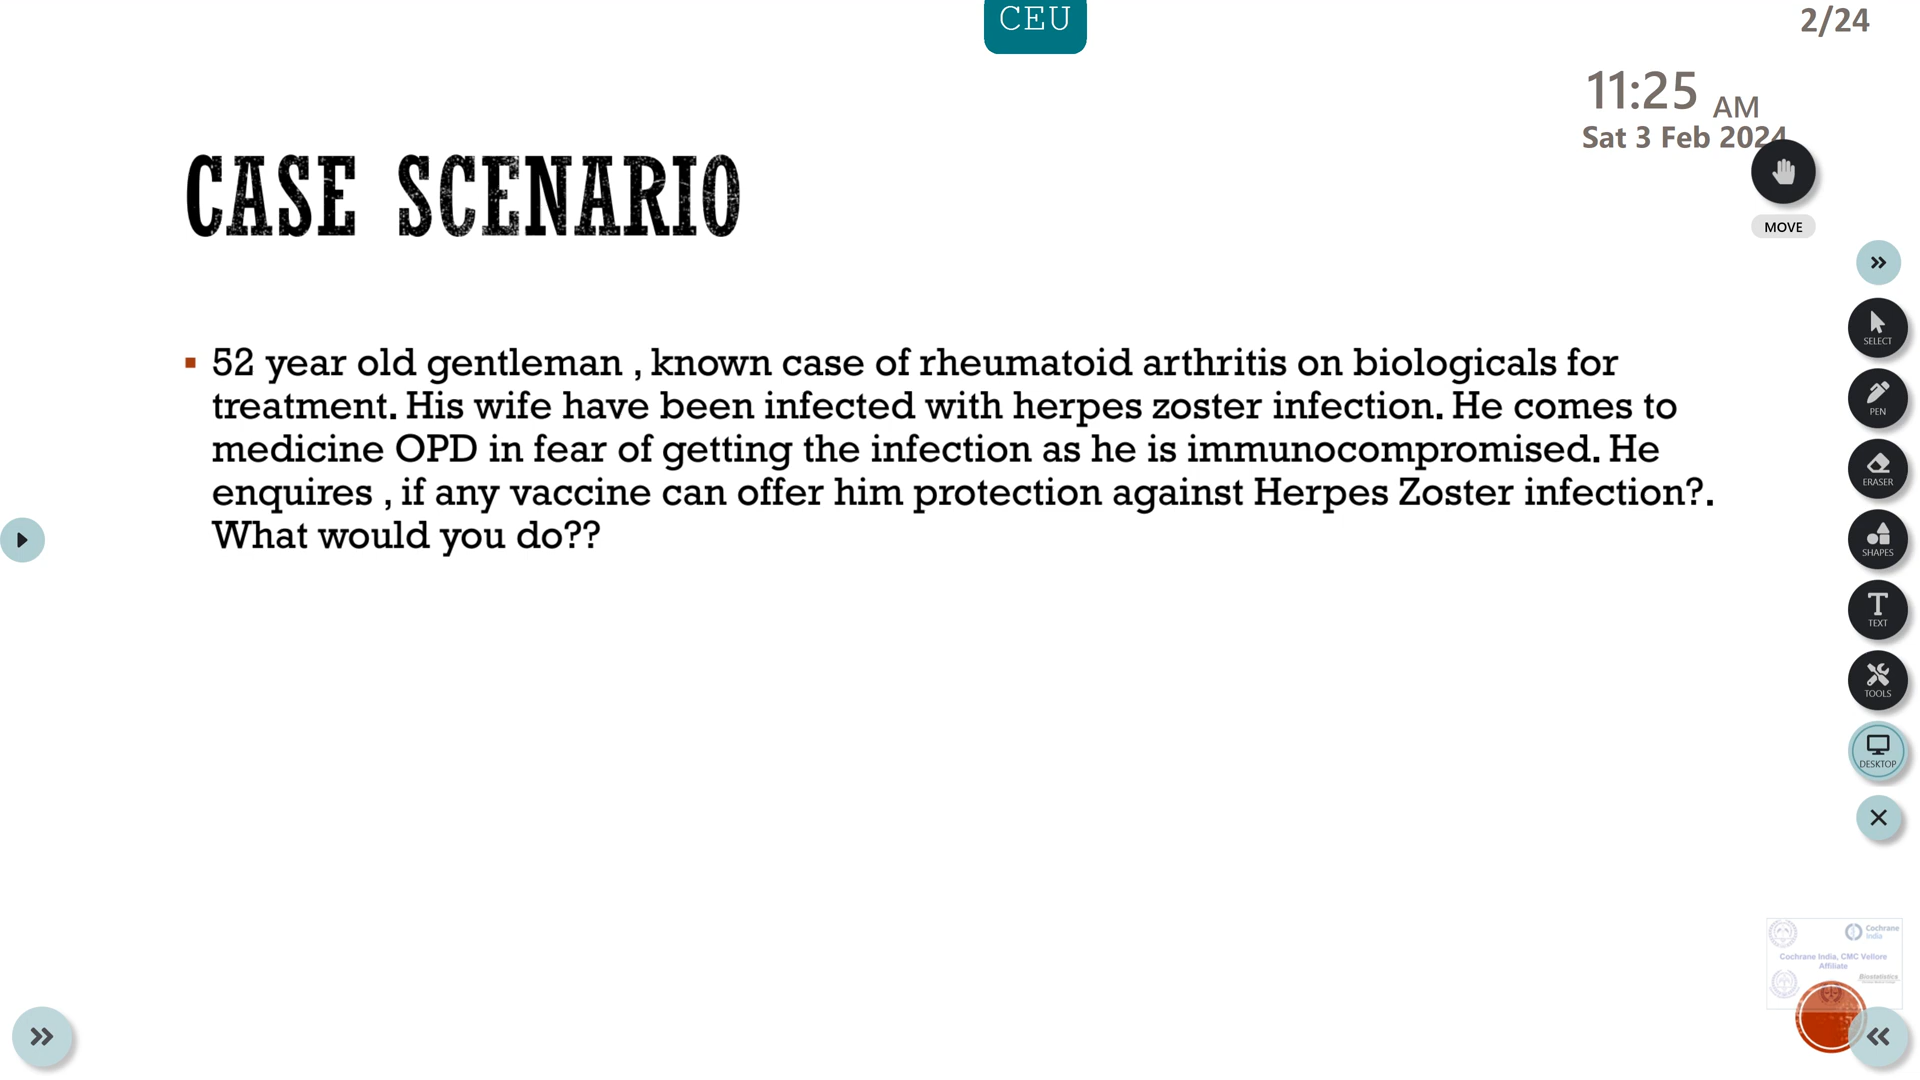 CEU
2/24
11:25 AM
Sat 3 Feb 2024
CASE SCENARIO
MOVE
52 year old gentleman , known case of rheumatoid arthritis on biologicals for
treatment. His wife have been infected with herpes zoster infection. He comes to
medicine OPD in fear of getting the infection as he is immunocompromised. He
enquires , if any vaccine can offer him protection against Herpes Zoster infection?.
What would you do??
SELECT
PEN
ERASER
SHAPES
TEXT
TOOLS
DESKTOP
Cochrane
India
Cochrane India, CMC Vellore
Affiliate
Biostatistics